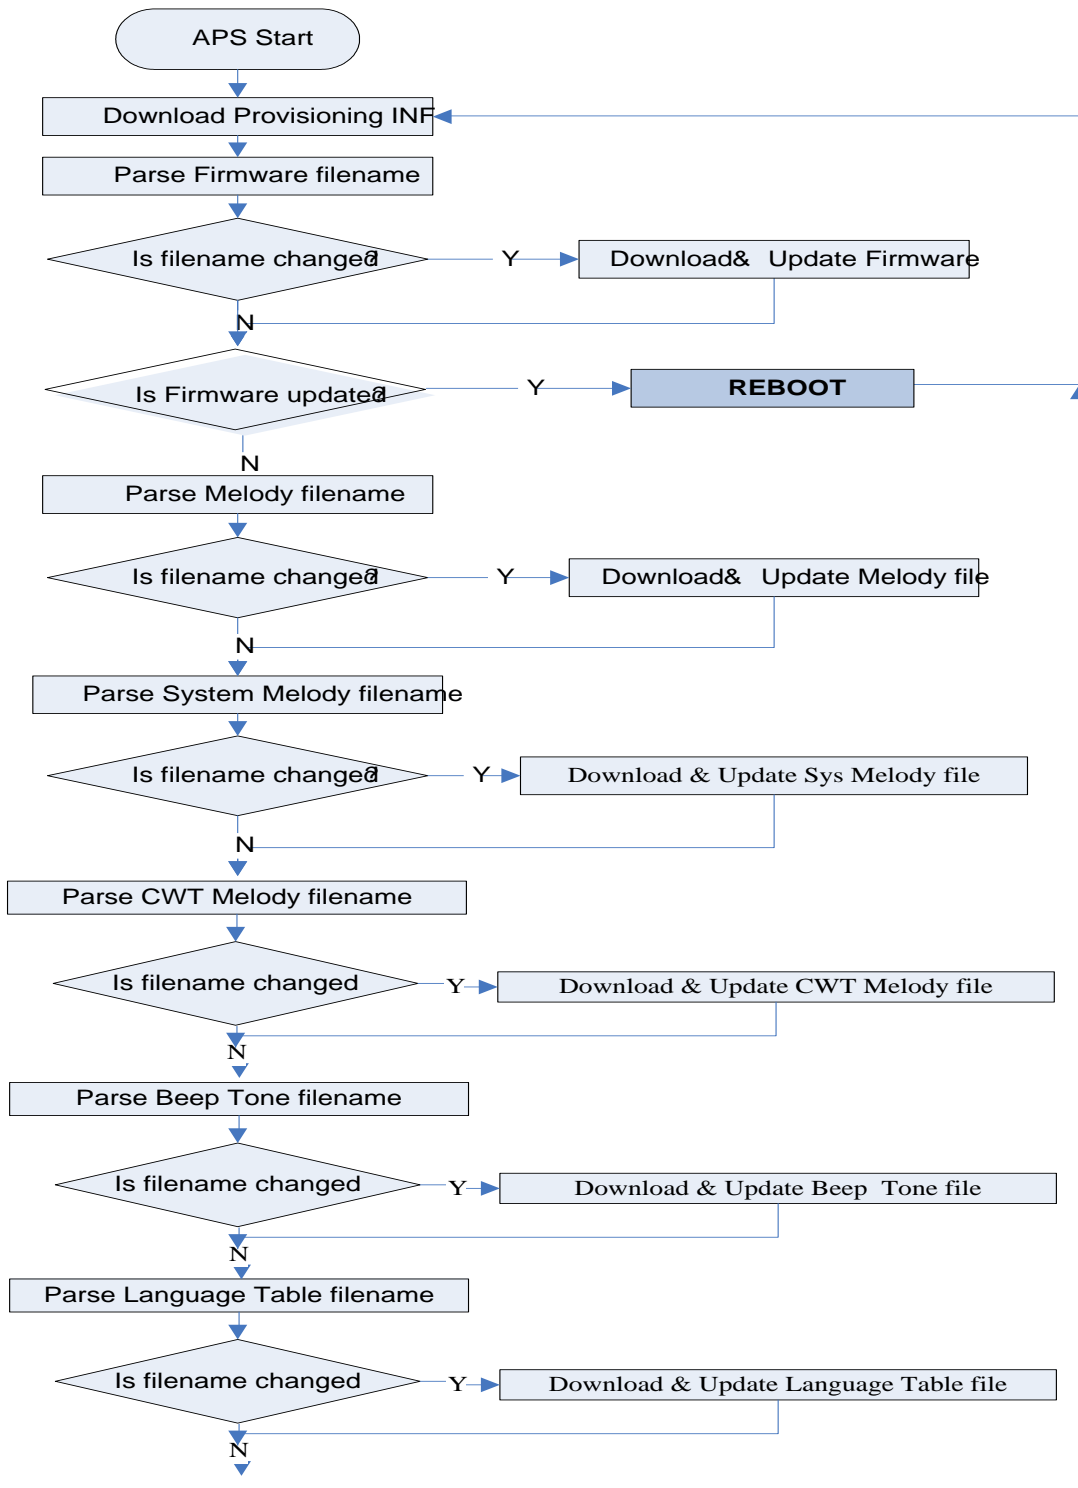 APS Start
Download Provisioning INF
Parse Firmware filename
Is filename changed?
Y
Download& Update Firmware
N
Is Firmware updated?
Y
REBOOT
N
Parse Melody filename
Is filename changed?
Y
Download& Update Melody file
N
Parse System Melody filename
Is filename changed?
Y
Download & Update Sys Melody file
N
Parse CWT Melody filename
Is filename changed
Y
Download & Update CWT Melody file
N
Parse Beep Tone filename
Is filename changed
Y
Download & Update Beep Tone file
N
Parse Language Table filename
Is filename changed
Y
Download & Update Language Table file
N